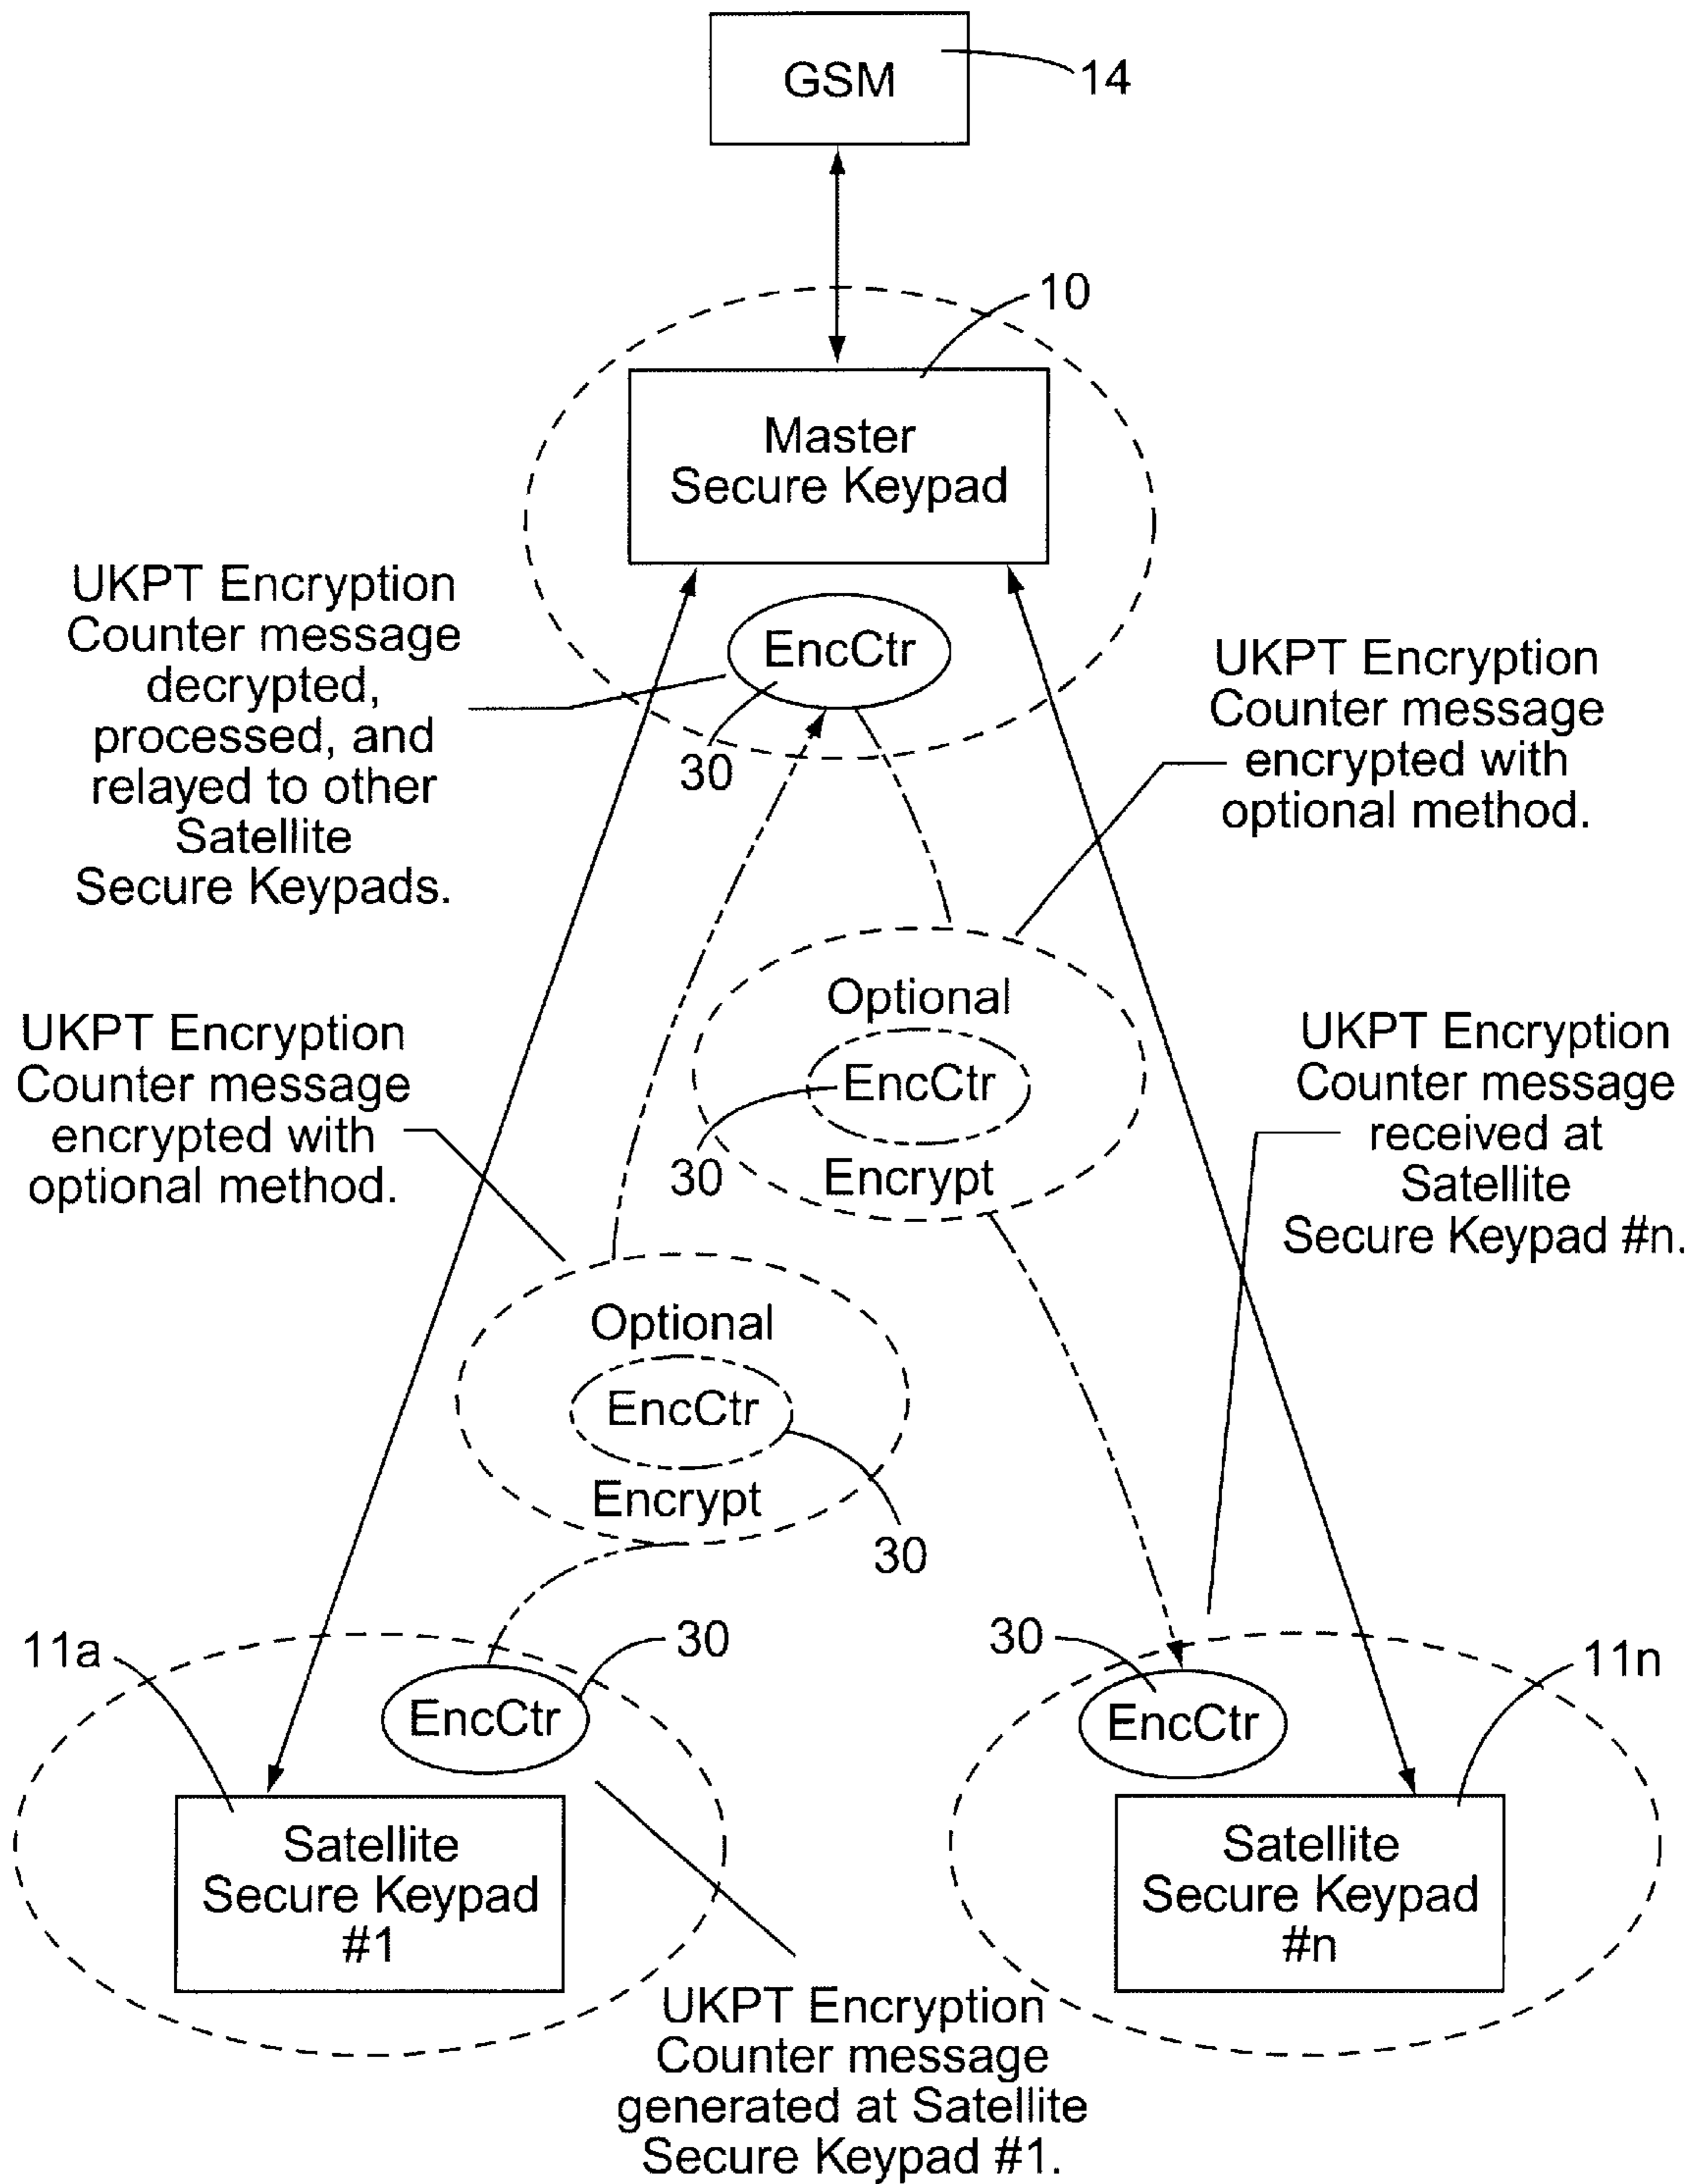 GSM
14
10
Master
Secure Keypad
UKPT Encryption
Counter message
decrypted,
processed, and
relayed to other
Satellite
Secure Keypads.
EncCtr
30
UKPT Encryption
Counter message
encrypted with
optional method.
Optional
EncCtr
30
Encrypt
UKPT Encryption
Counter message
encrypted with
optional method.
UKPT Encryption
Counter message
received at
Satellite
Secure Keypad #n.
Optional
EncCtr
Encrypt
30
11a
30
EncCtr
Satellite
Secure Keypad
#1
30
11n
EncCtr
Satellite
Secure Keypad
#n
UKPT Encryption
Counter message
generated at Satellite
Secure Keypad #1.